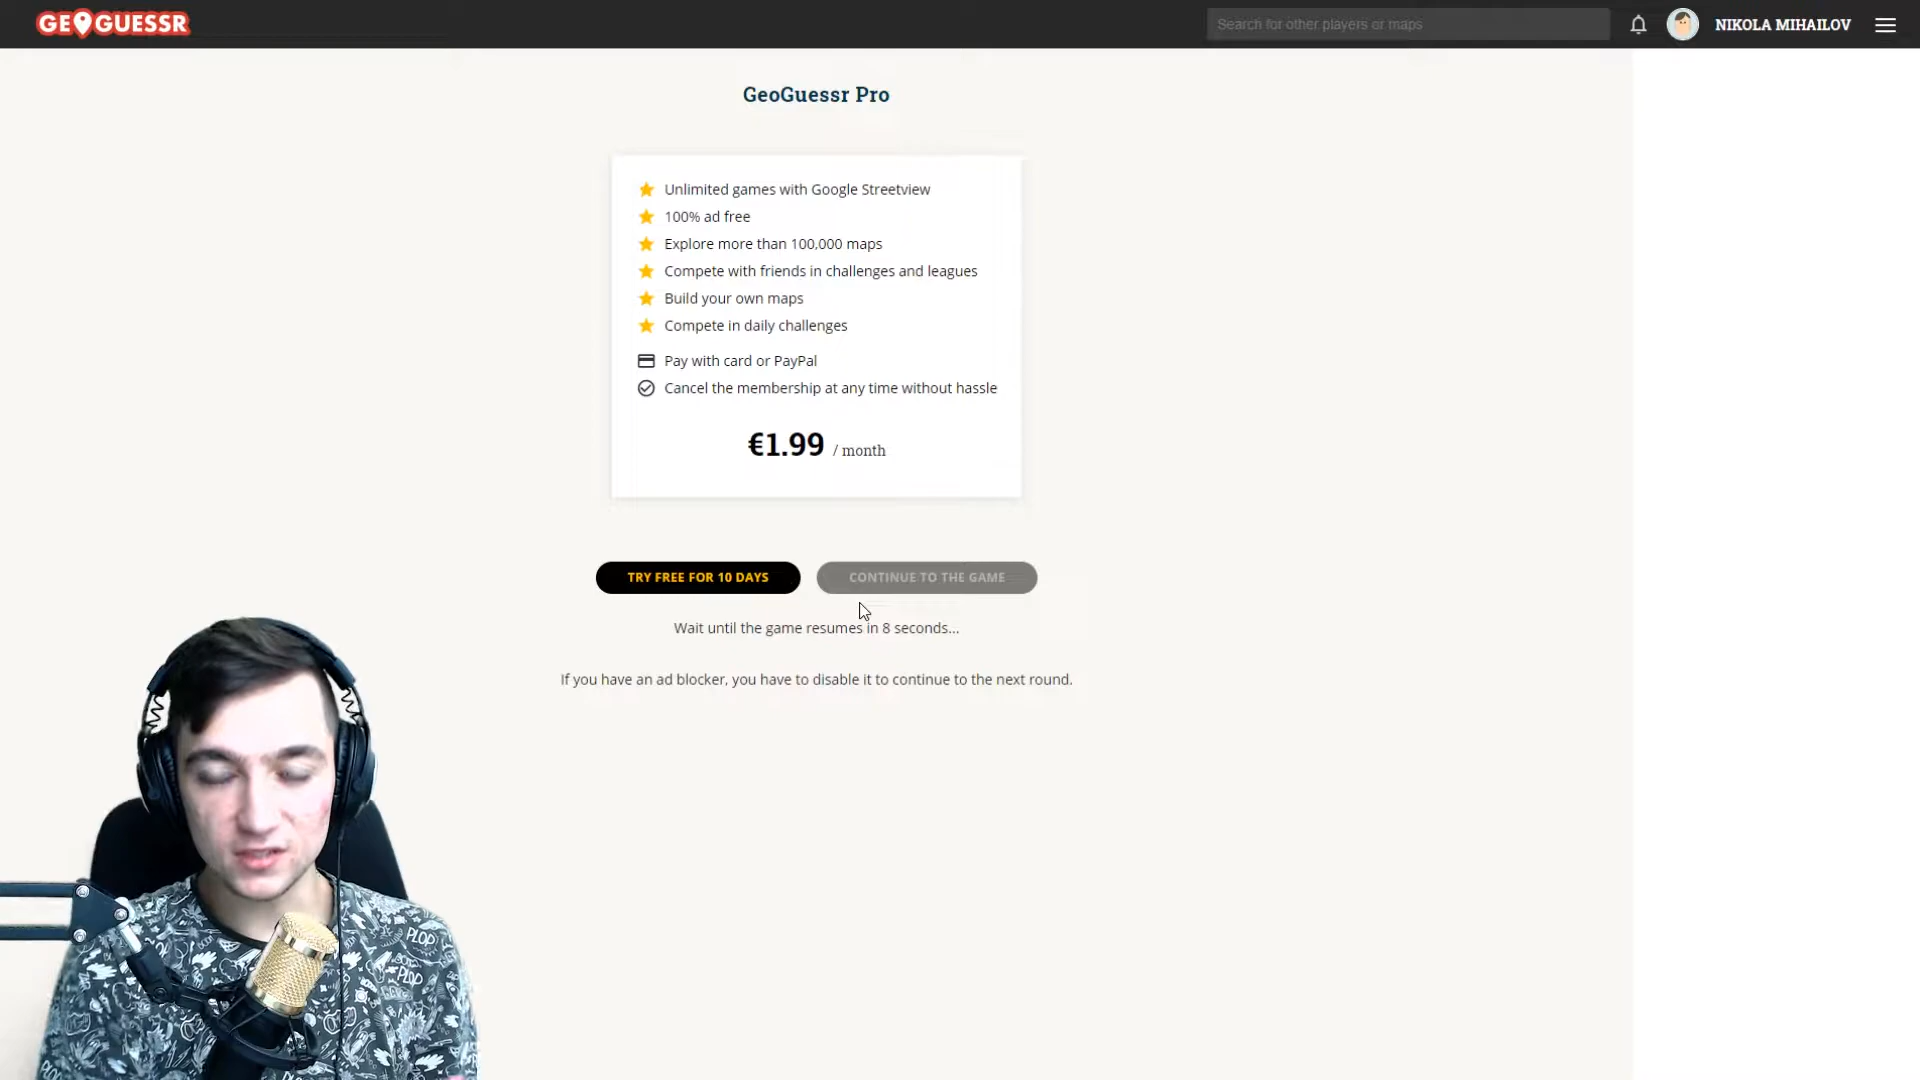 GEOGUESSR
Search for other players or maps
NIKOLA MIHAILOV
GeoGuessr Pro
Unlimited games with Google Streetview
100% ad free
Explore more than 100,000 maps
Compete with friends in challenges and leagues
Build your own maps
Compete in daily challenges
Pay with card or PayPal
Cancel the membership at any time without hassle
€1.99 / month
TRY FREE FOR 10 DAYS
CONTINUE TO THE GAME
Wait until the game resumes in 8 seconds...
If you have an ad blocker, you have to disable it to continue to the next round.
PLOP
PLOP